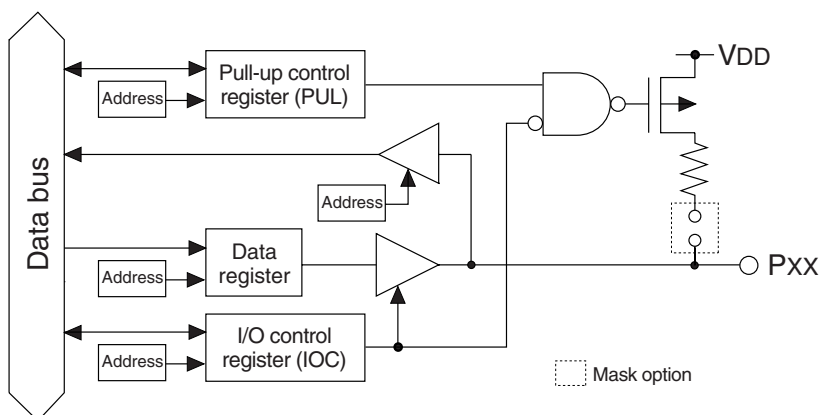 VDD
Pull-up control
register (PUL)
Address
Address
Data bus
Data
register
Address
PXX
I/O control
register (IOC)
Address
Mask option